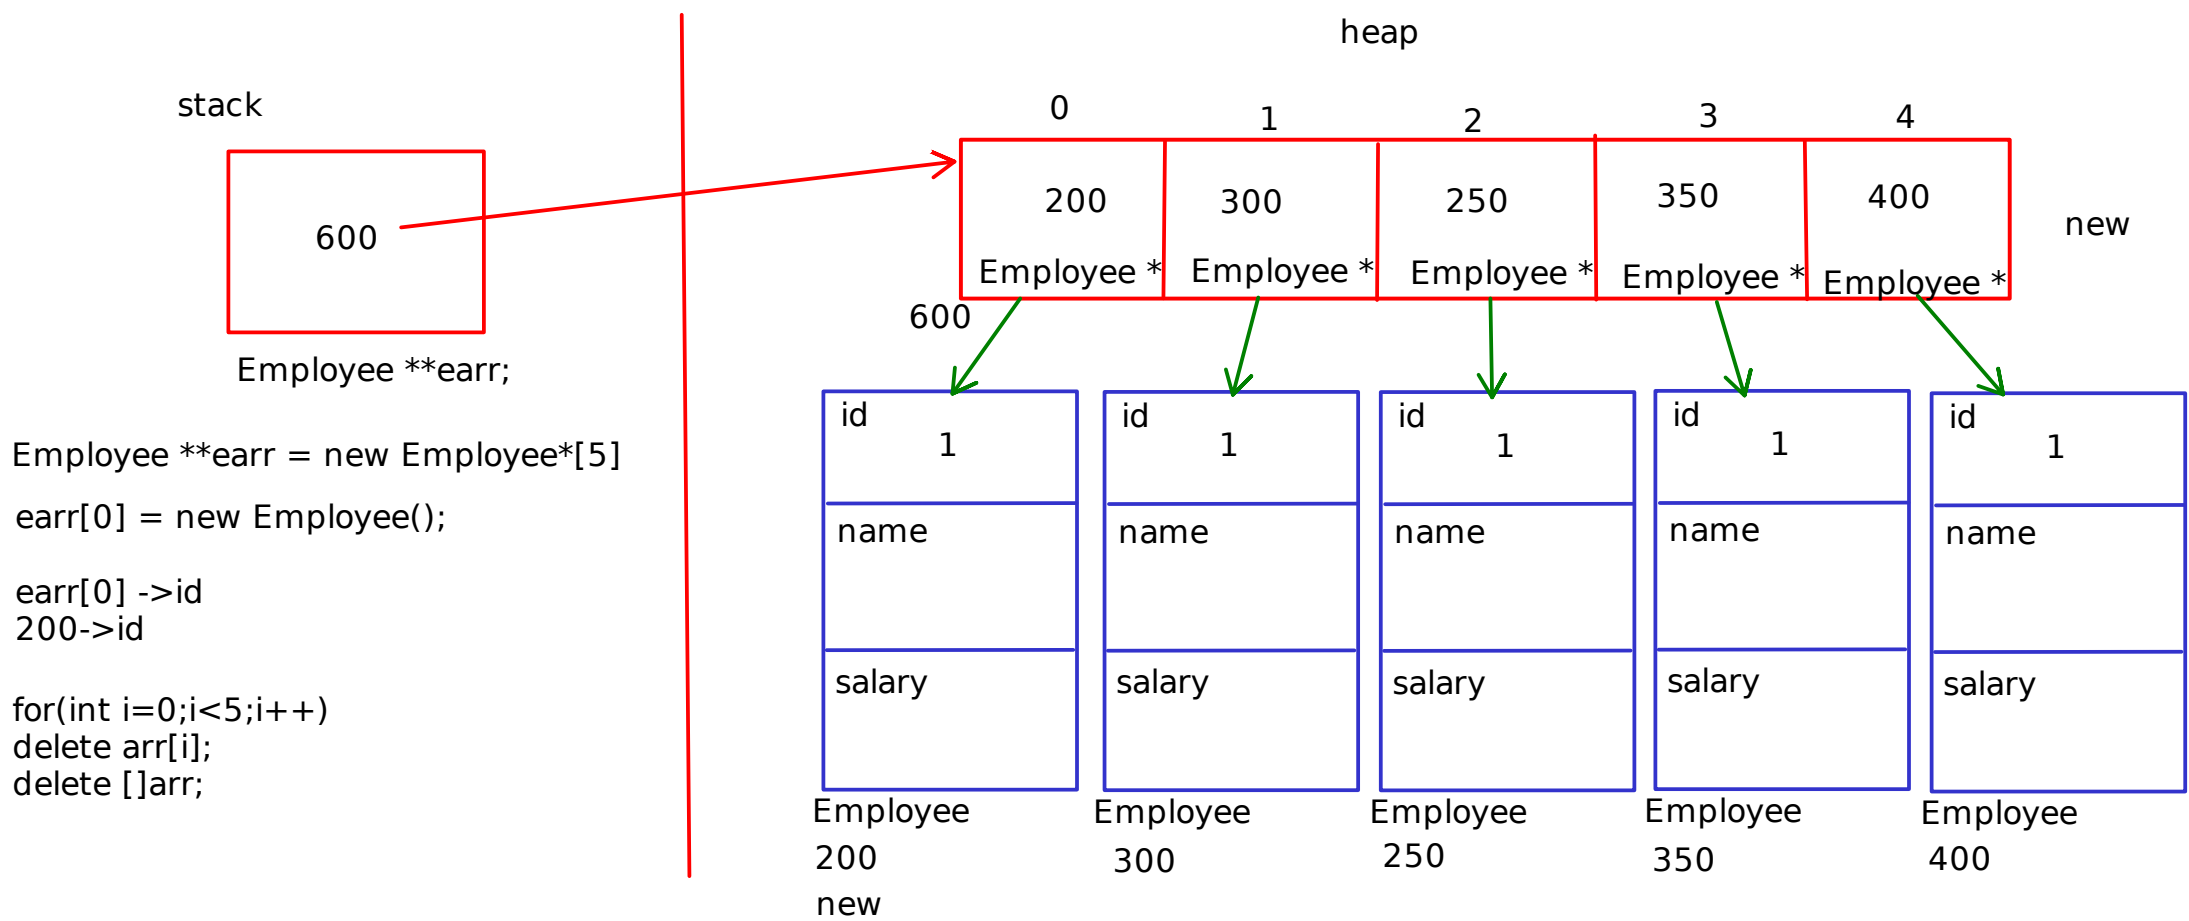 stack
600
Employee **earr;
Employee **earr = new Employee*[5]
earr[0] = new Employee();
earr[0] ->id
200->id
for(int i=0;i<5;i++)
delete arr[i];
delete []arr;
heap
0 1 2 3 4
200 300 250 350 400
Employee * Employee * Employee * Employee * Employee *
new
600
id id id id id
1 1 1 1 1
name name name name name
salary salary salary salary salary
Employee Employee Employee Employee Employee
200 300 250 350 400
new